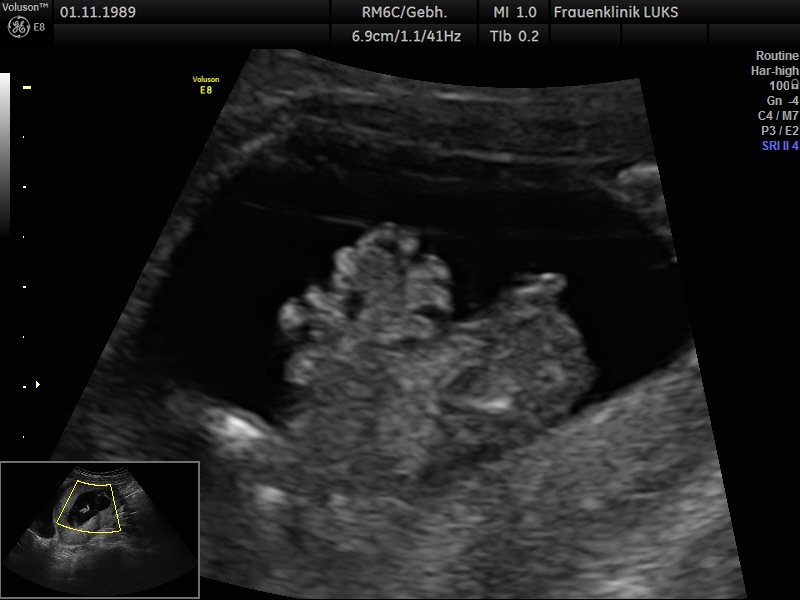 Voluson™
E8
01.11.1989
RM6C/Gebh.
MI 1.0
Frauenklinik LUKS
6.9cm/1.1/41Hz
TIb 0.2
Voluson
E8
Routine
Har-high
100
Gn -4
C4 / M7
P3 / E2
SRI II 4